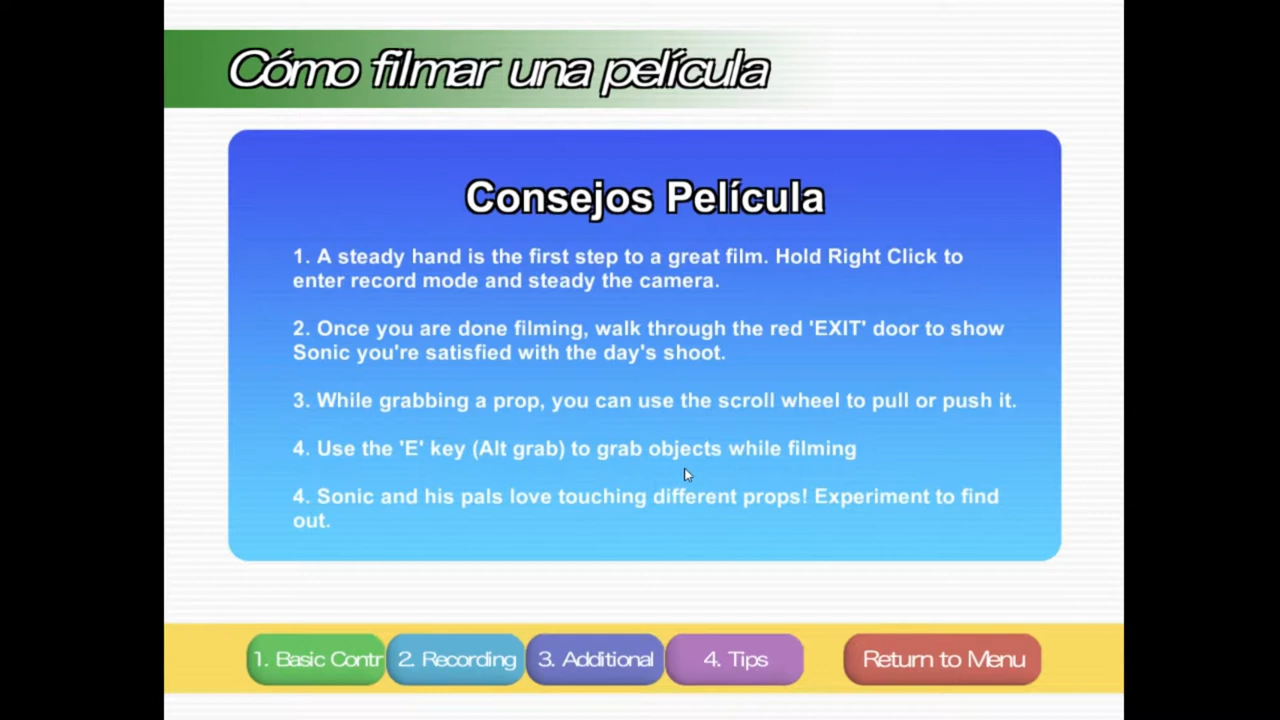 Cómo filmar una película
Consejos Película
1. A steady hand is the first step to a great film. Hold Right Click to
enter record mode and steady the camera.
2. Once you are done filming, walk through the red 'EXIT' door to show
Sonic you're satisfied with the day's shoot.
3. While grabbing a prop, you can use the scroll wheel to pull or push it.
4. Use the 'E' key (Alt grab) to grab objects while filming
4. Sonic and his pals love touching different props! Experiment to find
out.
1. Basic Contr
2. Recording
3. Additional
4. Tips
Return to Menu